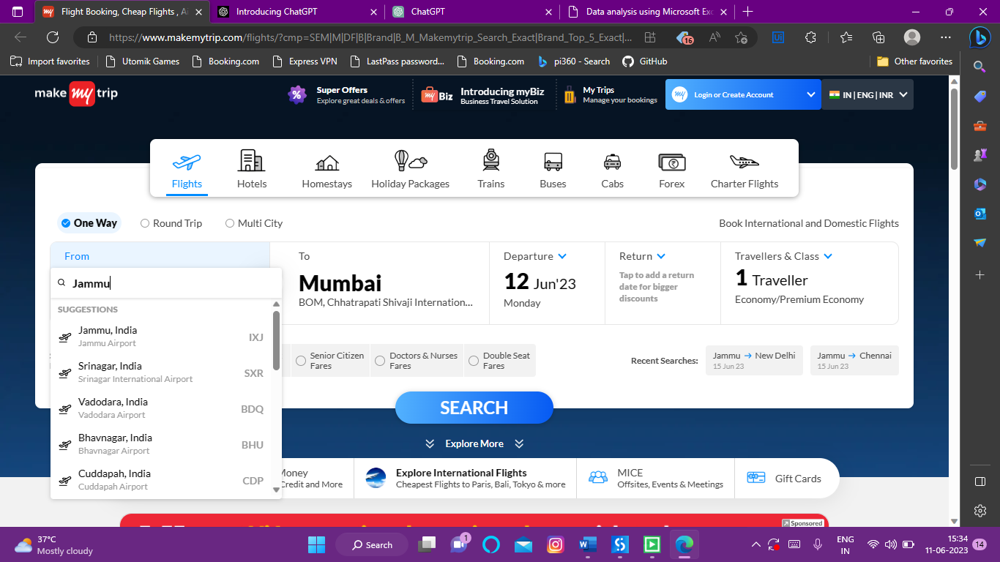 Flight Booking, Cheap Flights , Ai
Introducing ChatGPT
ChatGPT
Data analysis using Microsoft Exc
https://www.makemytrip.com/flights/?cmp=SEM|M|DF|B|Brand|B_M_Makemytrip_Search_Exact|Brand_Top_5_Exact|...
16
Import favorites
Utomik Games
Booking.com
Express VPN
LastPass password...
Booking.com
pi360 - Search
GitHub
Other favorites
make my trip
Super Offers
Explore great deals & offers
my Biz
Introducing myBiz
Business Travel Solution
My Trips
Manage your bookings
my
Login or Create Account
IN | ENG | INR
Flights
Hotels
Homestays
Holiday Packages
Trains
Buses
Cabs
Forex
Charter Flights
One Way
Round Trip
Multi City
Book International and Domestic Flights
From
Jammu
SUGGESTIONS
Jammu, India
Jammu Airport
IXJ
Srinagar, India
Srinagar International Airport
SXR
Vadodara, India
Vadodara Airport
BDQ
Bhavnagar, India
Bhavnagar Airport
BHU
Cuddapah, India
Cuddapah Airport
CDP
To
Mumbai
BOM, Chhatrapati Shivaji Internation...
Departure
12 Jun'23
Monday
Return
Tap to add a return
date for bigger
discounts
Travellers & Class
1 Traveller
Economy/Premium Economy
Senior Citizen
Fares
Doctors & Nurses
Fares
Double Seat
Fares
Recent Searches:
Jammu → New Delhi
15 Jun 23
Jammu → Chennai
15 Jun 23
SEARCH
Explore More
Money
Credit and More
Explore International Flights
Cheapest Flights to Paris, Bali, Tokyo & more
MICE
Offsites, Events & Meetings
Gift Cards
Sponsored
37°C
Mostly cloudy
Search
1
ENG
IN
15:34
11-06-2023
14